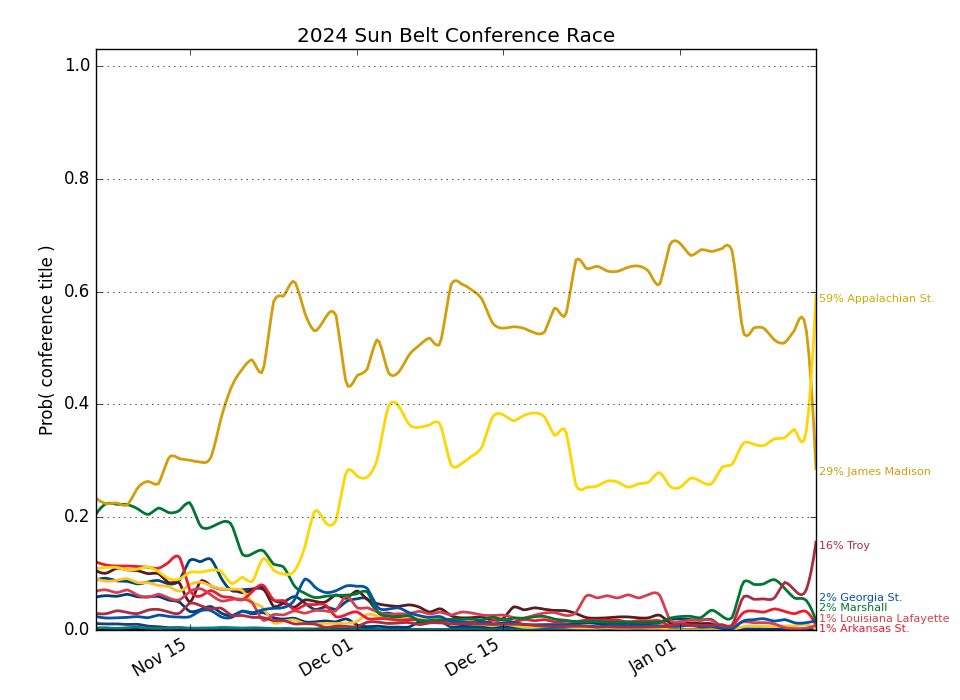 2024 Sun Belt Conference Race
Prob( conference title )
1.0
0.8
0.6
0.4
0.2
0.0
Nov 15
Dec 01
Dec 15
Jan 01
59% Appalachian St.
29% James Madison
16% Troy
2% Georgia St.
2% Marshall
1% Louisiana Lafayette
1% Arkansas St.